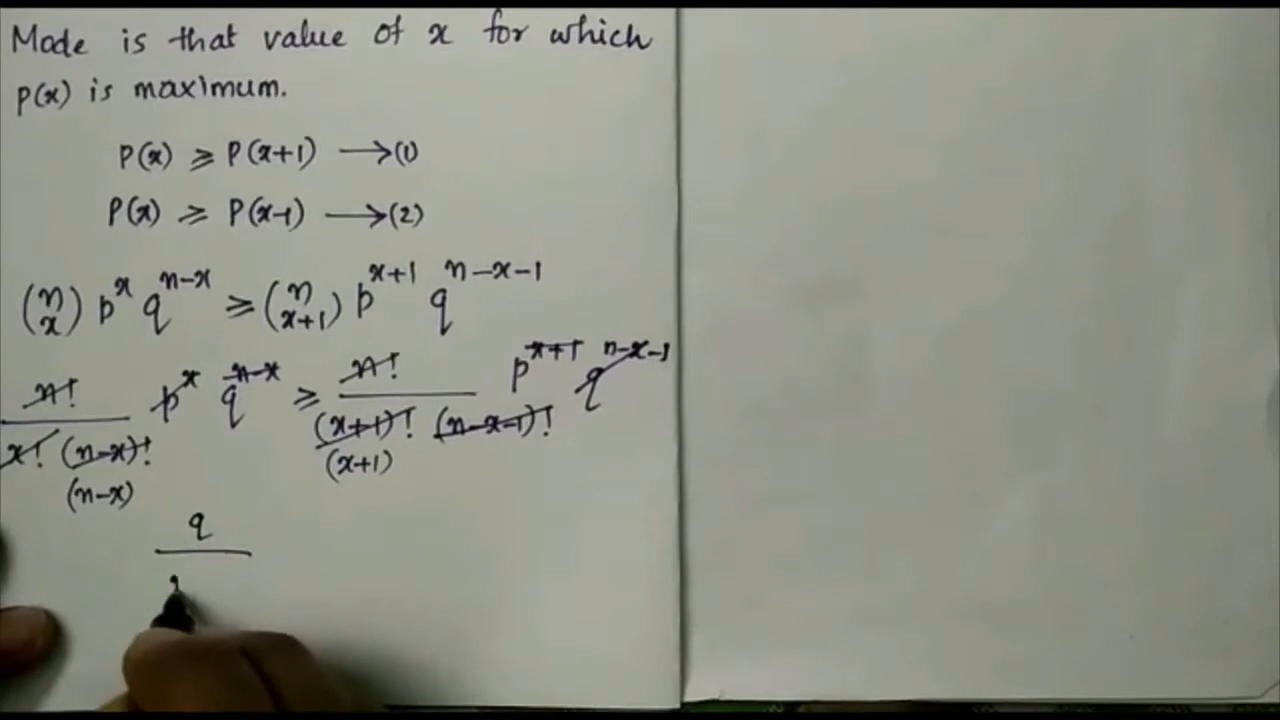 Mode is that value of x for which
P(x) is maximum.
P(x) ⩾ P(x+1) ⟶(1)
P(x) ⩾ P(x-1) ⟶(2)
(n x) p^x q^(n-x) ⩾ (n x+1) p^(x+1) q^(n-x-1)
n! / x! (n-x)! p^x q^(n-x) ⩾ n! / (x+1)! (n-x-1)! p^(x+1) q^(n-x-1)
(n-x) (x+1)
q